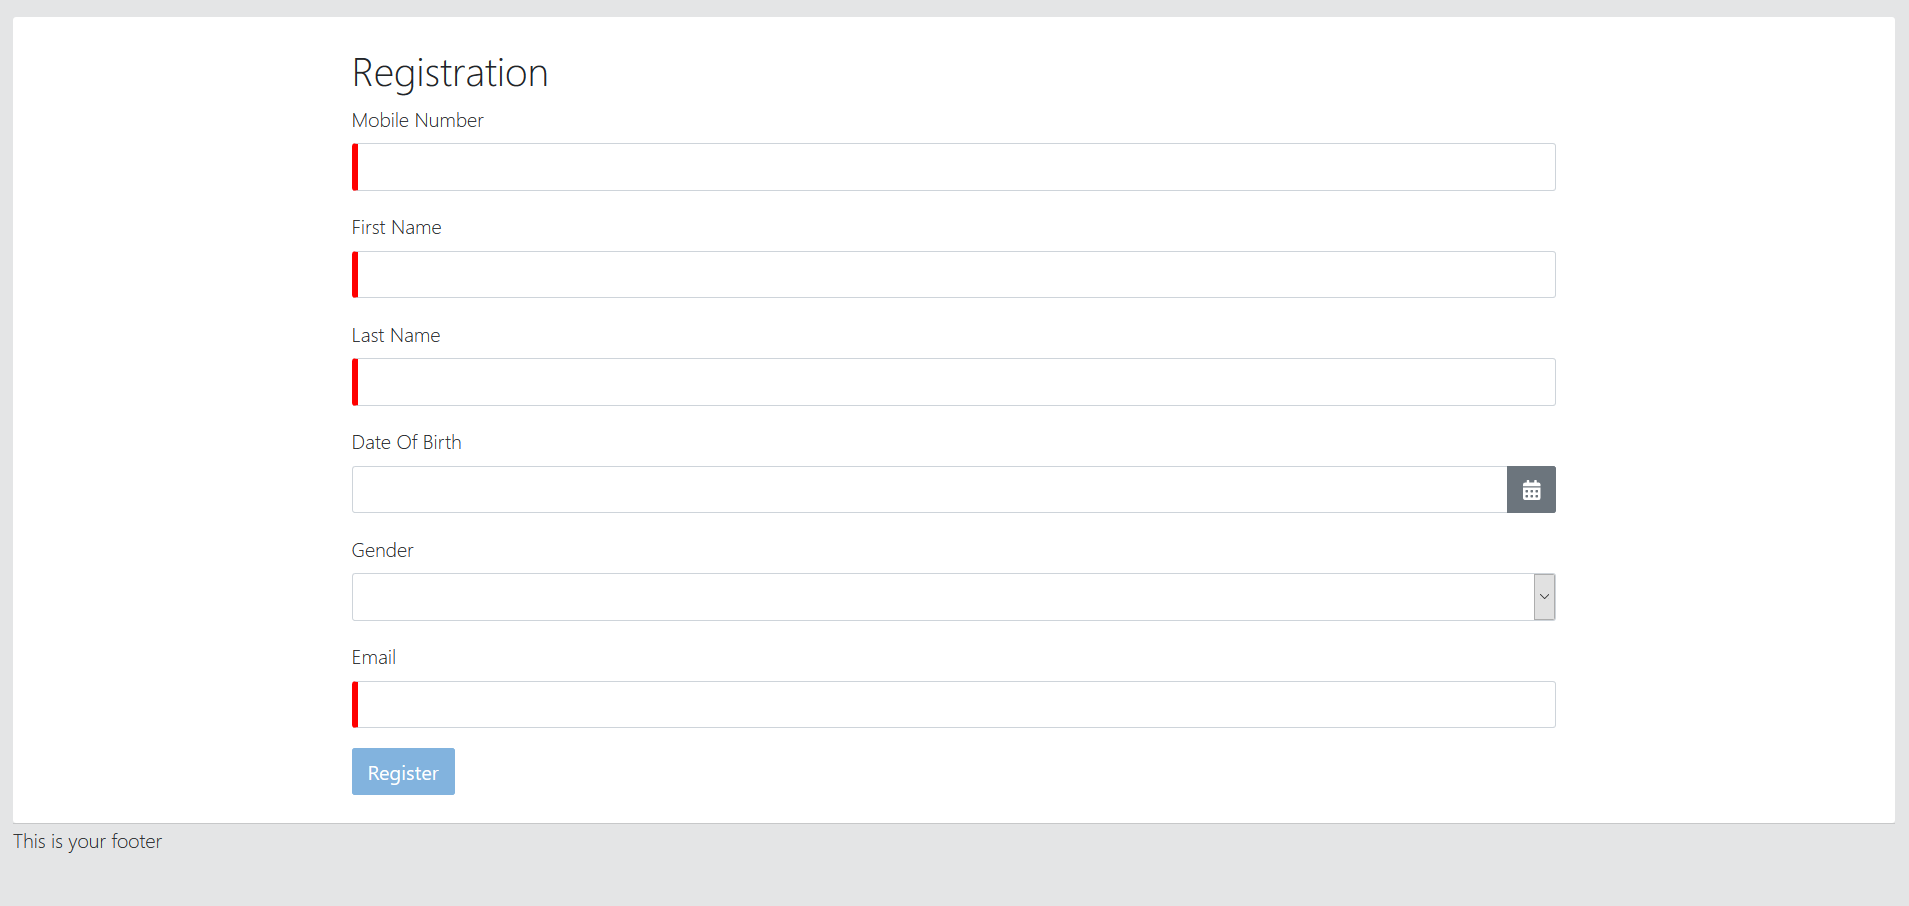 Registration
Mobile Number
First Name
Last Name
Date Of Birth
Gender
Email
Register
This is your footer